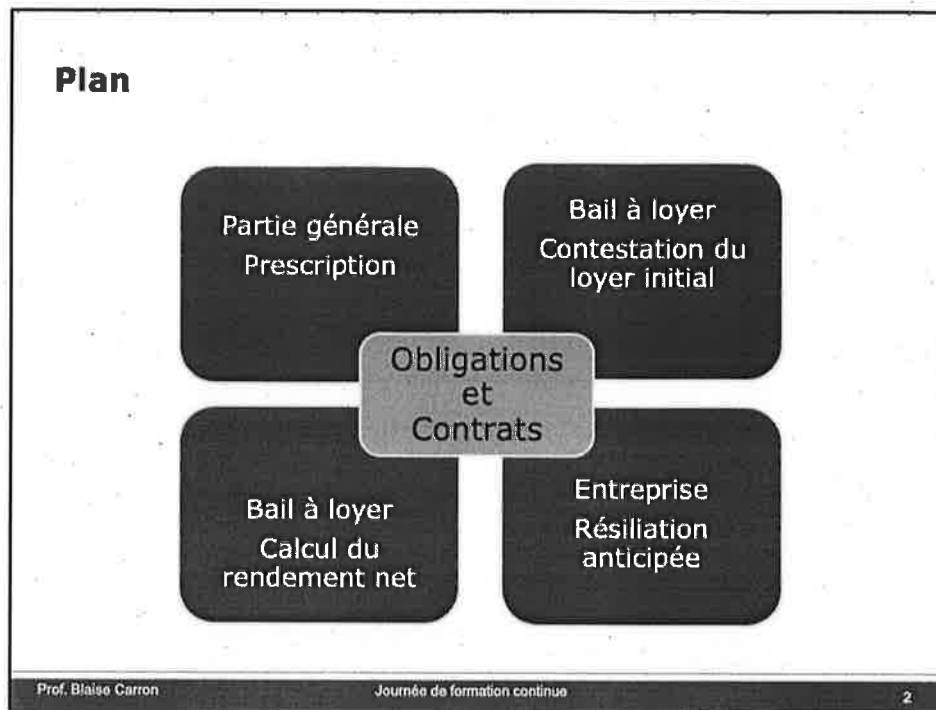 Plan
Partie générale
Prescription
Bail à loyer
Contestation du
loyer initial
Obligations
et
Contrats
Bail à loyer
Calcul du
rendement net
Entreprise
Résiliation
anticipée
Prof. Blaise Carron
Journée de formation continue
2